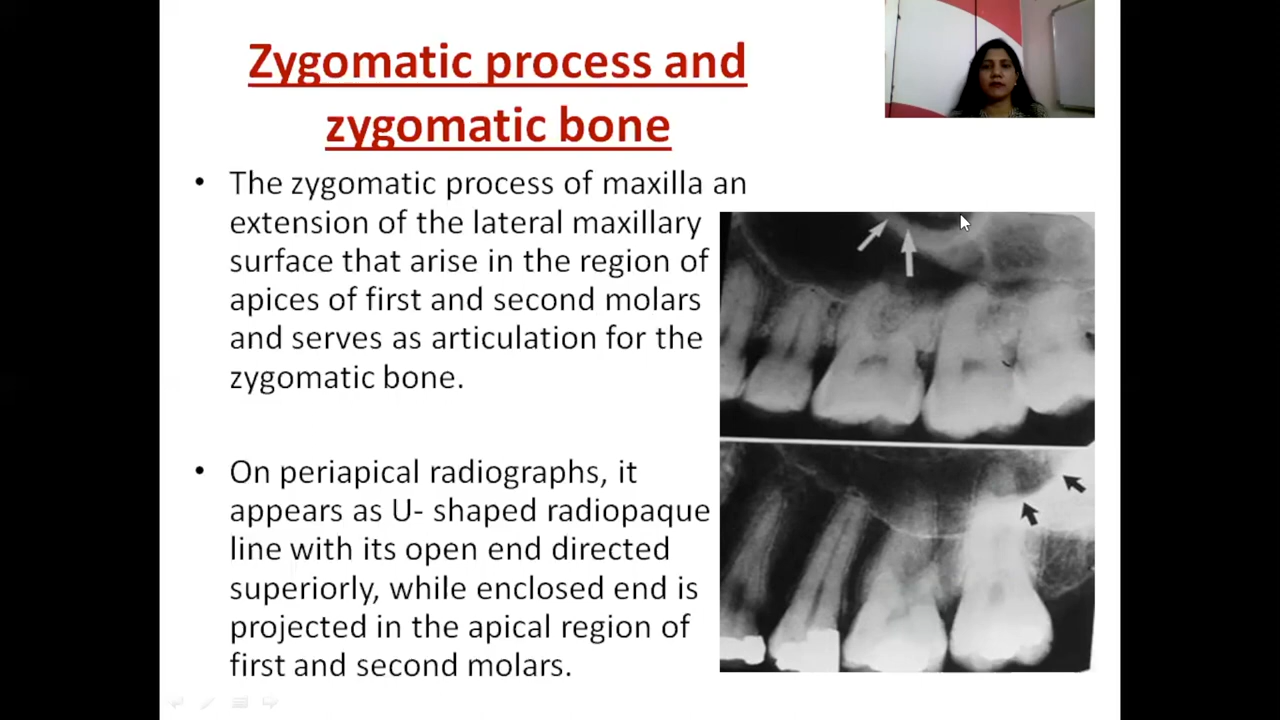 Zygomatic process and
zygomatic bone
• The zygomatic process of maxilla an
extension of the lateral maxillary
surface that arise in the region of
apices of first and second molars
and serves as articulation for the
zygomatic bone.
• On periapical radiographs, it
appears as U- shaped radiopaque
line with its open end directed
superiorly, while enclosed end is
projected in the apical region of
first and second molars.